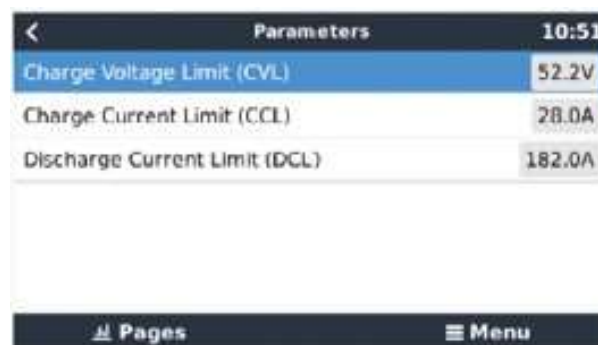 Parameters 10:51
Charge Voltage Limit (CVL) 52.2V
Charge Current Limit (CCL) 28.0A
Discharge Current Limit (DCL) 182.0A
Pages Menu